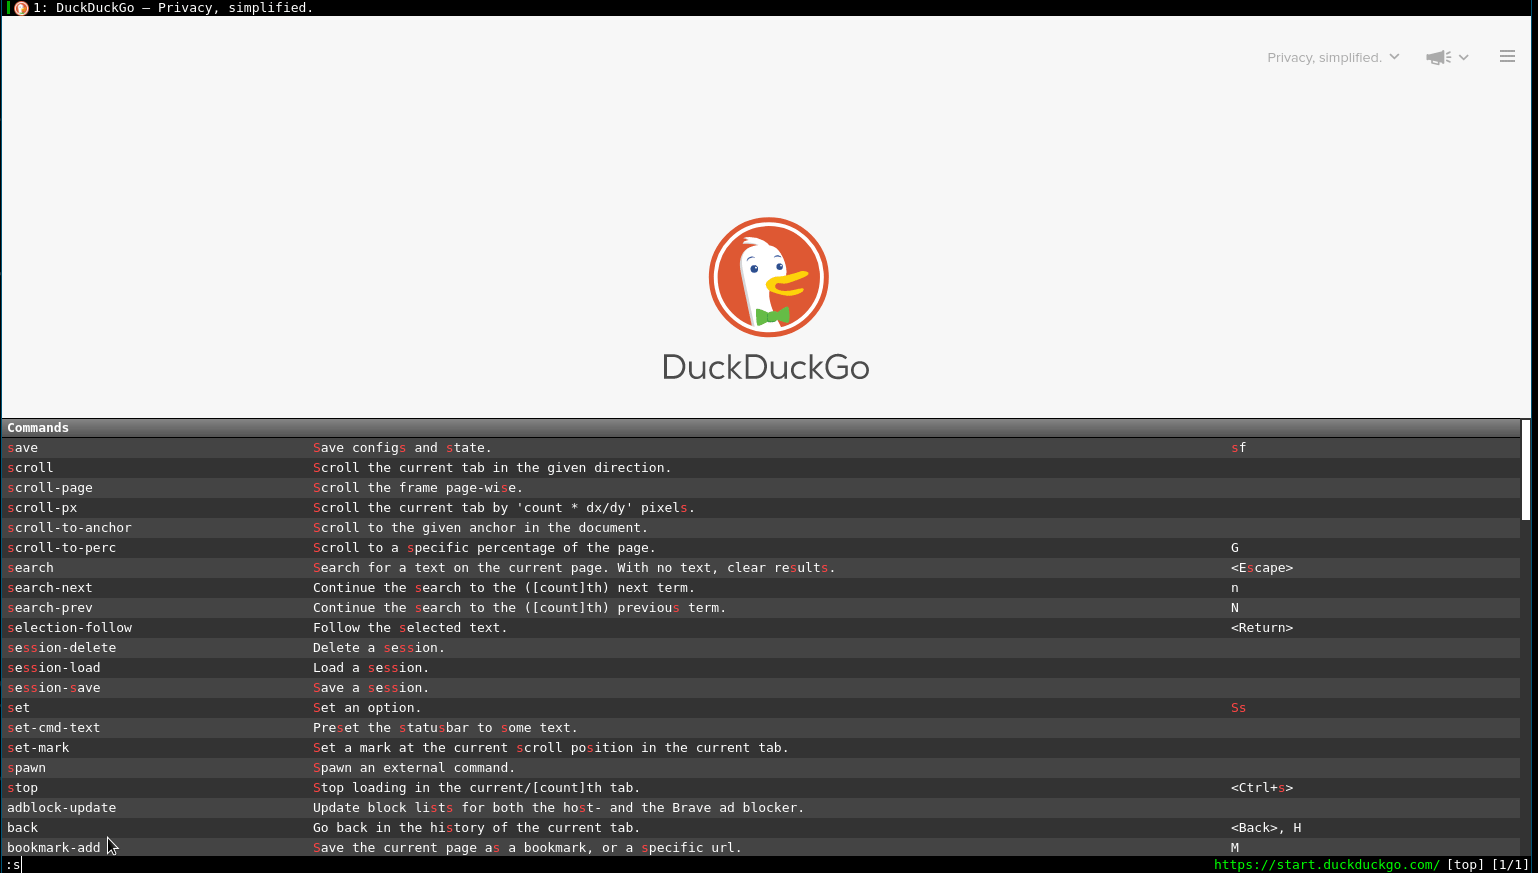 1: DuckDuckGo — Privacy, simplified.
Privacy, simplified.
DuckDuckGo
Commands
save Save configs and state. sf
scroll Scroll the current tab in the given direction.
scroll-page Scroll the frame page-wise.
scroll-px Scroll the current tab by 'count * dx/dy' pixels.
scroll-to-anchor Scroll to the given anchor in the document.
scroll-to-perc Scroll to a specific percentage of the page. G
search Search for a text on the current page. With no text, clear results. <Escape>
search-next Continue the search to the ([count]th) next term. n
search-prev Continue the search to the ([count]th) previous term. N
selection-follow Follow the selected text. <Return>
session-delete Delete a session.
session-load Load a session.
session-save Save a session.
set Set an option. Ss
set-cmd-text Preset the statusbar to some text.
set-mark Set a mark at the current scroll position in the current tab.
spawn Spawn an external command.
stop Stop loading in the current/[count]th tab. <Ctrl+s>
adblock-update Update block lists for both the host- and the Brave ad blocker.
back Go back in the history of the current tab. <Back>, H
bookmark-add Save the current page as a bookmark, or a specific url. M
:s https://start.duckduckgo.com/ [top] [1/1]